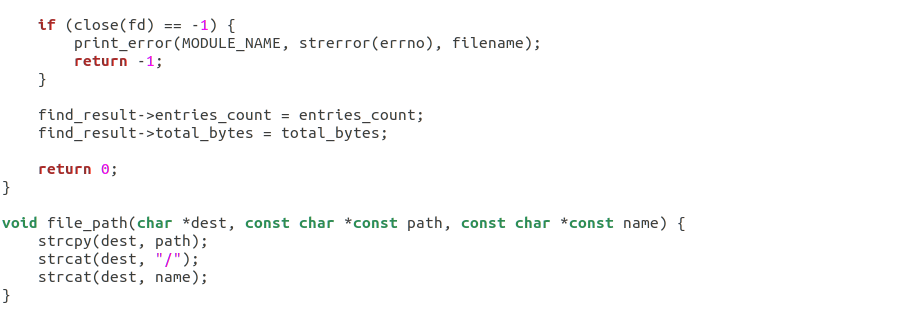 if (close(fd) == -1) {
        print_error(MODULE_NAME, strerror(errno), filename);
        return -1;
    }

    find_result->entries_count = entries_count;
    find_result->total_bytes = total_bytes;

    return 0;
}

void file_path(char *dest, const char *const path, const char *const name) {
    strcpy(dest, path);
    strcat(dest, "/");
    strcat(dest, name);
}